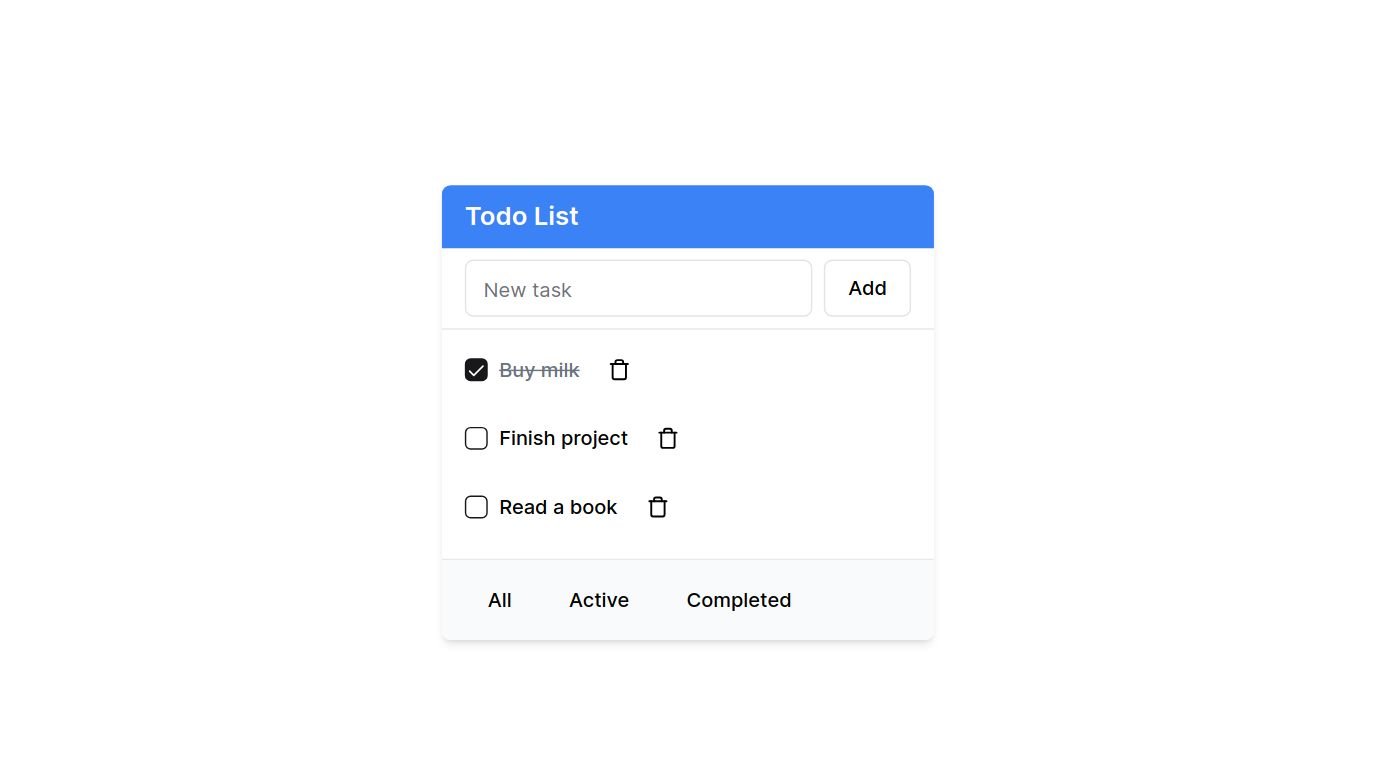 Todo List
New task Add
Buy milk
Finish project
Read a book
All Active Completed